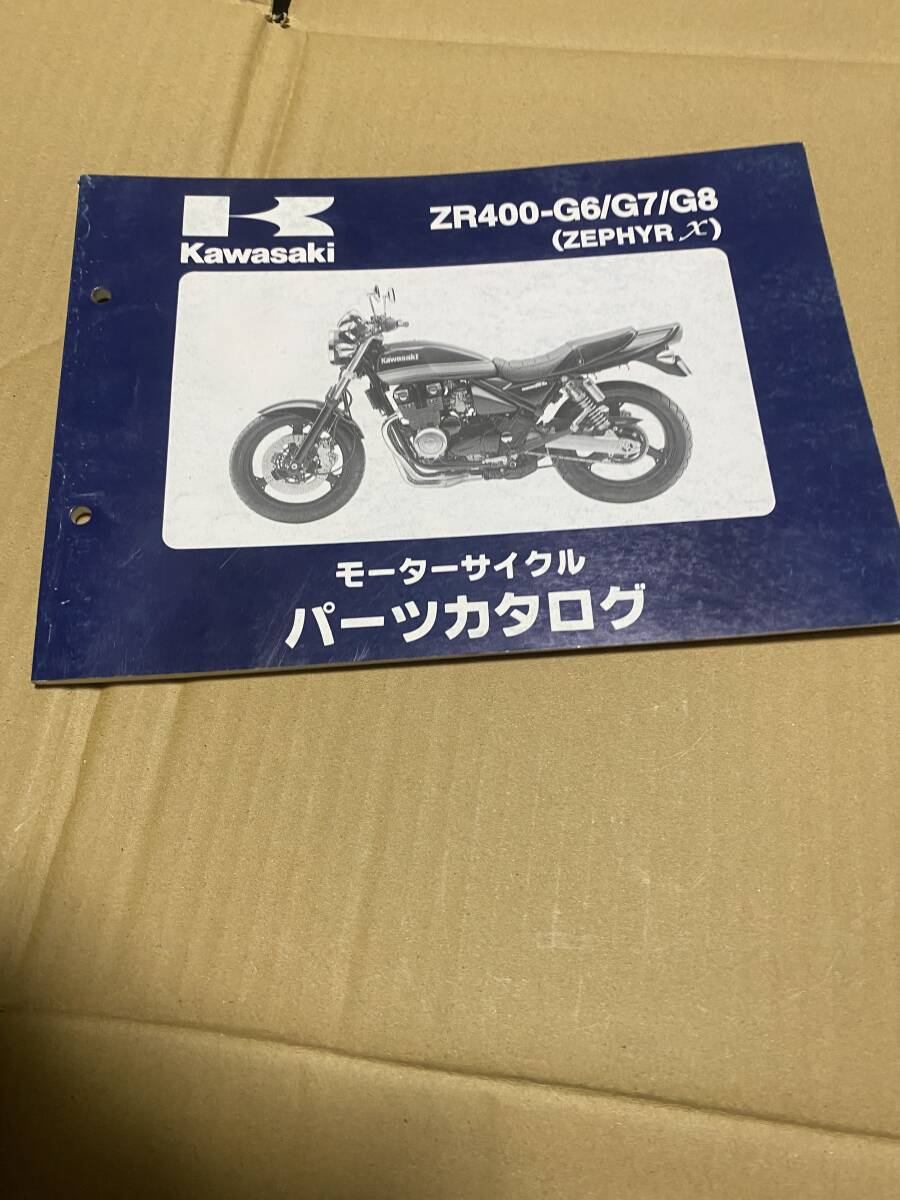 Kawasaki
ZR400-G6/G7/G8
(ZEPHYR χ)
Kawasaki
モーターサイクル
パーツカタログ